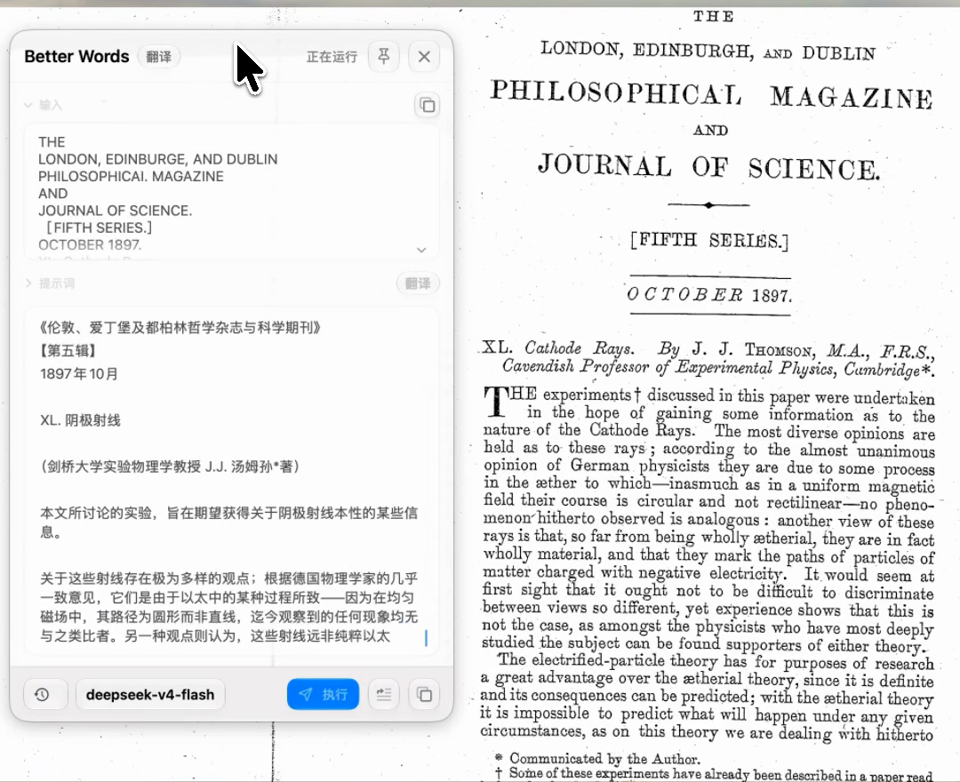 Better Words
翻译
正在运行
输入
THE
LONDON, EDINBURGE, AND DUBLIN
PHILOSOPHICAI. MAGAZINE
AND
JOURNAL OF SCIENCE.
[FIFTH SERIES.]
OCTOBER 1897.
提示词
翻译
《伦敦、爱丁堡及都柏林哲学杂志与科学期刊》
【第五辑】
1897 年 10 月
XL. 阴极射线
（剑桥大学实验物理学教授 J.J. 汤姆孙*著）
本文所讨论的实验，旨在期望获得关于阴极射线本性的某些信
息。
关于这些射线存在极为多样的观点；根据德国物理学家的几乎
一致意见，它们是由于以太中的某种过程所致——因为在均匀
磁场中，其路径为圆形而非直线，迄今观察到的任何现象均无
与之类比者。另一种观点则认为，这些射线远非纯粹以太
deepseek-v4-flash
执行
THE
LONDON, EDINBURGH, AND DUBLIN
PHILOSOPHICAL MAGAZINE
AND
JOURNAL OF SCIENCE.
[FIFTH SERIES.]
OCTOBER 1897.
XL. Cathode Rays. By J. J. THOMSON, M.A., F.R.S.,
Cavendish Professor of Experimental Physics, Cambridge*.
THE experiments† discussed in this paper were undertaken
in the hope of gaining some information as to the
nature of the Cathode Rays. The most diverse opinions are
held as to these rays; according to the almost unanimous
opinion of German physicists they are due to some process
in the æther to which—inasmuch as in a uniform magnetic
field their course is circular and not rectilinear—no pheno-
menon hitherto observed is analogous: another view of these
rays is that, so far from being wholly ætherial, they are in fact
wholly material, and that they mark the paths of particles of
matter charged with negative electricity. It would seem at
first sight that it ought not to be difficult to discriminate
between views so different, yet experience shows that this is
not the case, as amongst the physicists who have most deeply
studied the subject can be found supporters of either theory.
The electrified-particle theory has for purposes of research
a great advantage over the ætherial theory, since it is definite
and its consequences can be predicted; with the ætherial theory
it is impossible to predict what will happen under any given
circumstances, as on this theory we are dealing with hitherto
* Communicated by the Author.
† Some of these experiments have already been described in a paper read